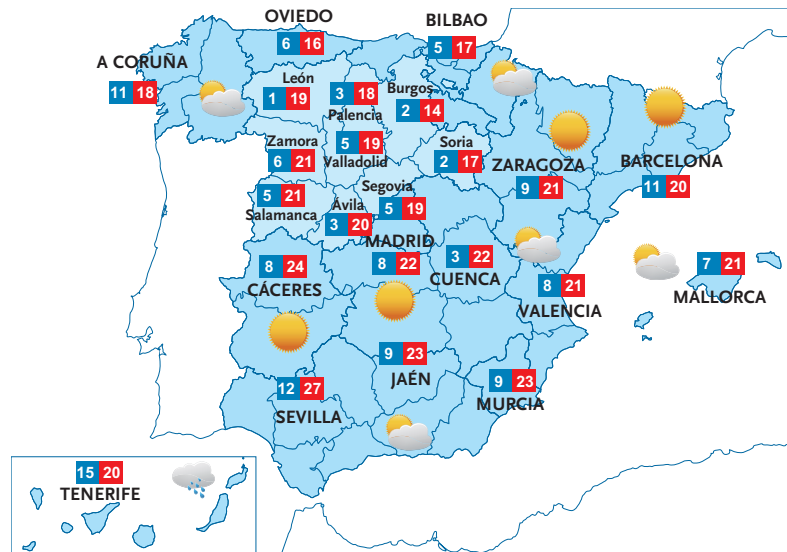 OVIEDO
6 16
BILBAO
5 17
A CORUÑA
11 18
León
1 19
3 18
Palencia
Burgos
2 14
Zamora
6 21
5 19
Valladolid
Soria
2 17
ZARAGOZA
9 21
BARCELONA
11 20
5 21
Salamanca
Ávila
3 20
Segovia
5 19
MADRID
8 22
3 22
CUENCA
8 24
CÁCERES
8 21
VALENCIA
7 21
MALLORCA
9 23
JAÉN
9 23
MURCIA
12 27
SEVILLA
15 20
TENERIFE